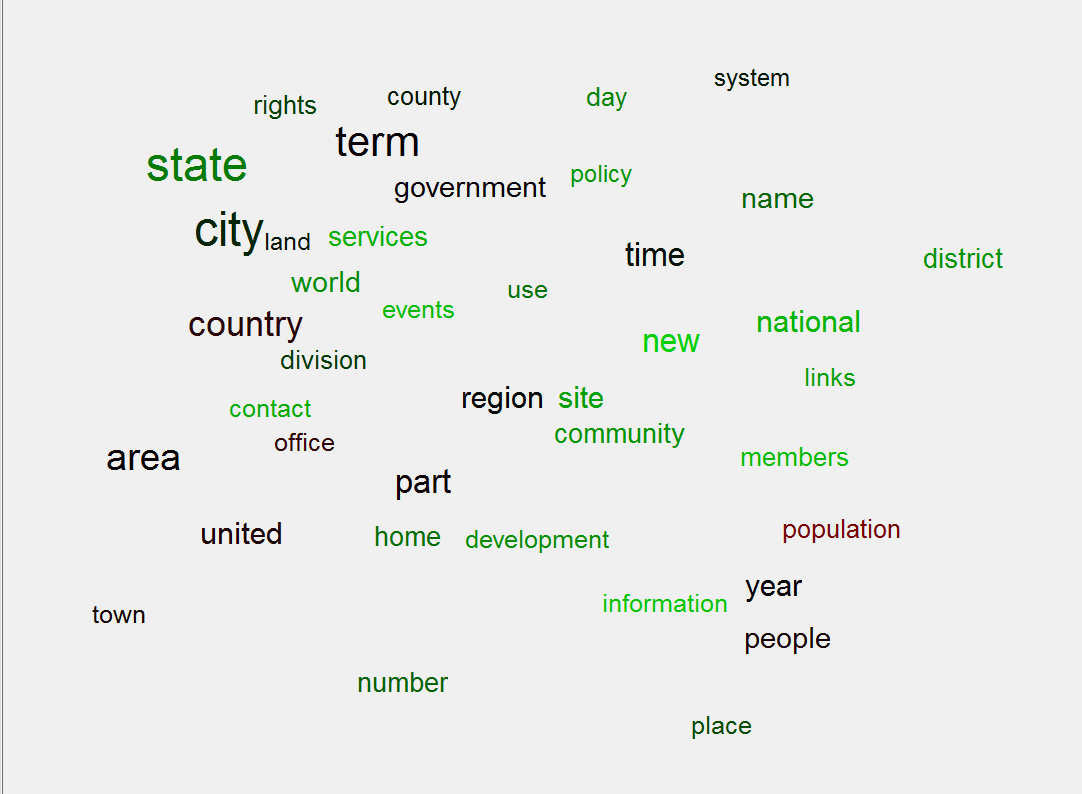 system
rights
county
day
term
state
government
policy
name
city
land
services
time
district
world
use
events
country
national
new
division
links
region
site
contact
community
office
area
members
part
united
home
development
population
year
information
town
people
number
place